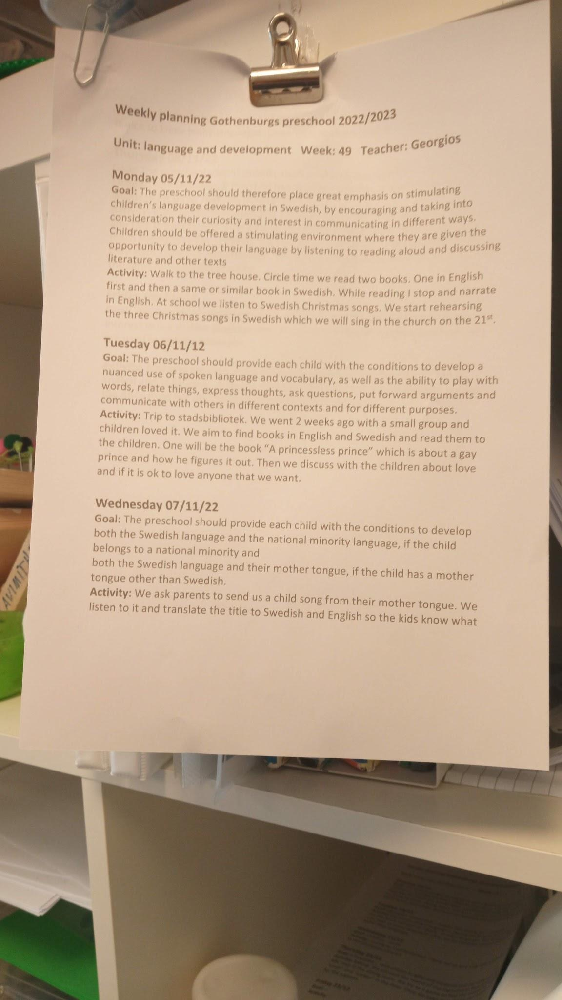 Weekly planning Gothenburgs preschool 2022/2023
Unit: language and development Week: 49 Teacher: Georgios
Monday 05/11/22
Goal: The preschool should therefore place great emphasis on stimulating
children's language development in Swedish, by encouraging and taking into
consideration their curiosity and interest in communicating in different ways.
Children should be offered a stimulating environment where they are given the
opportunity to develop their language by listening to reading aloud and discussing
literature and other texts
Activity: Walk to the tree house. Circle time we read two books. One in English
first and then a same or similar book in Swedish. While reading I stop and narrate
in English. At school we listen to Swedish Christmas songs. We start rehearsing
the three Christmas songs in Swedish which we will sing in the church on the 21st.
Tuesday 06/11/12
Goal: The preschool should provide each child with the conditions to develop a
nuanced use of spoken language and vocabulary, as well as the ability to play with
words, relate things, express thoughts, ask questions, put forward arguments and
communicate with others in different contexts and for different purposes.
Activity: Trip to stadsbibliotek. We went 2 weeks ago with a small group and
children loved it. We aim to find books in English and Swedish and read them to
the children. One will be the book "A princessless prince" which is about a gay
prince and how he figures it out. Then we discuss with the children about love
and if it is ok to love anyone that we want.
Wednesday 07/11/22
Goal: The preschool should provide each child with the conditions to develop
both the Swedish language and the national minority language, if the child
belongs to a national minority and
both the Swedish language and their mother tongue, if the child has a mother
tongue other than Swedish.
Activity: We ask parents to send us a child song from their mother tongue. We
listen to it and translate the title to Swedish and English so the kids know what